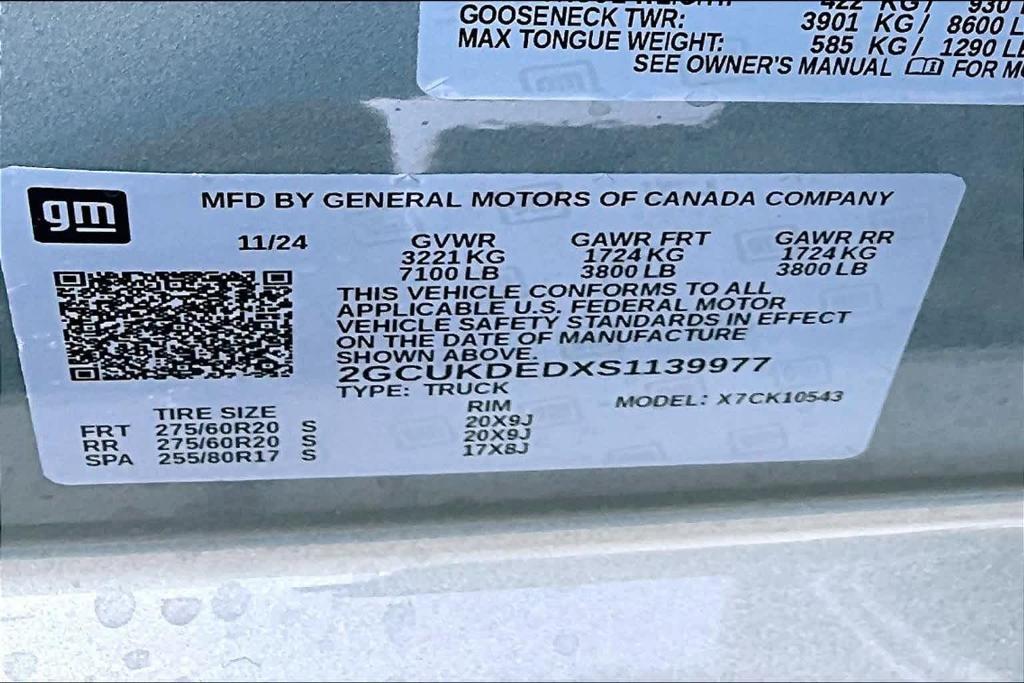 422 KG/ 930
GOOSENECK TWR: 3901 KG/ 8600 L
MAX TONGUE WEIGHT: 585 KG/ 1290 LB
SEE OWNER'S MANUAL FOR MO
gm
MFD BY GENERAL MOTORS OF CANADA COMPANY
11/24 GVWR GAWR FRT GAWR RR
3221 KG 1724 KG 1724 KG
7100 LB 3800 LB 3800 LB
THIS VEHICLE CONFORMS TO ALL
APPLICABLE U.S. FEDERAL MOTOR
VEHICLE SAFETY STANDARDS IN EFFECT
ON THE DATE OF MANUFACTURE
SHOWN ABOVE.
2GCUKDEDXS1139977
TYPE: TRUCK
MODEL: X7CK10543
TIRE SIZE RIM
FRT 275/60R20 S 20X9J
RR 275/60R20 S 20X9J
SPA 255/80R17 S 17X8J